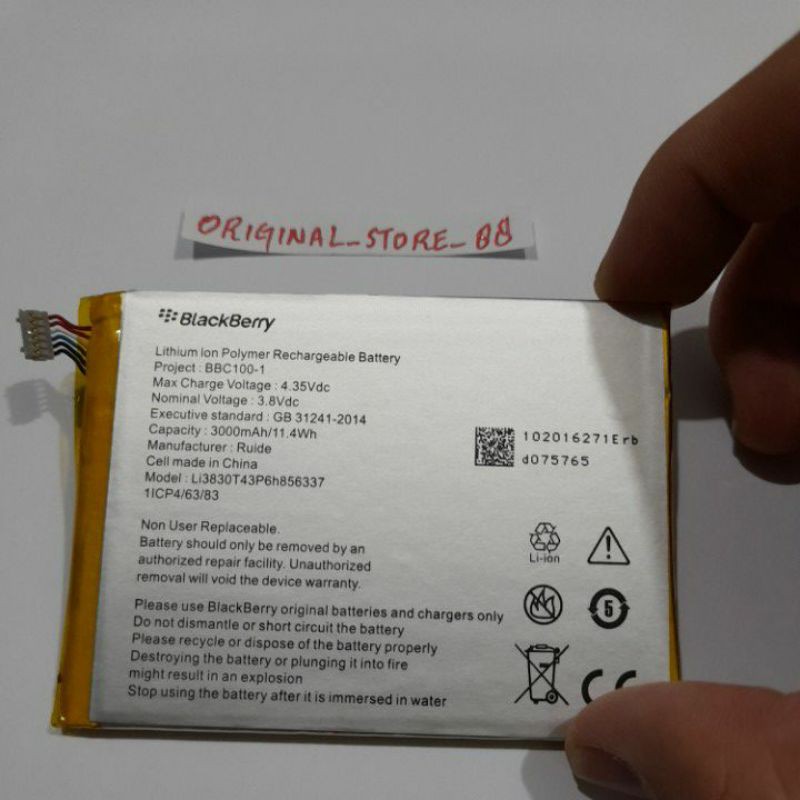 ORIGINAL_STORE_88
BlackBerry
Lithium Ion Polymer Rechargeable Battery
Project : BBC100-1
Max Charge Voltage : 4.35Vdc
Nominal Voltage : 3.8Vdc
Executive standard : GB 31241-2014
Capacity : 3000mAh/11.4Wh
Manufacturer : Ruide
Cell made in China
Model : Li3830T43P6h856337
1ICP4/63/83
102016271Erb
d075765
Non User Replaceable.
Battery should only be removed by an
authorized repair facility. Unauthorized
removal will void the device warranty.
Li-ion
5
Please use BlackBerry original batteries and chargers only
Do not dismantle or short circuit the battery
Please recycle or dispose of the battery properly
Destroying the battery or plunging it into fire
might result in an explosion
Stop using the battery after it is immersed in water
CE